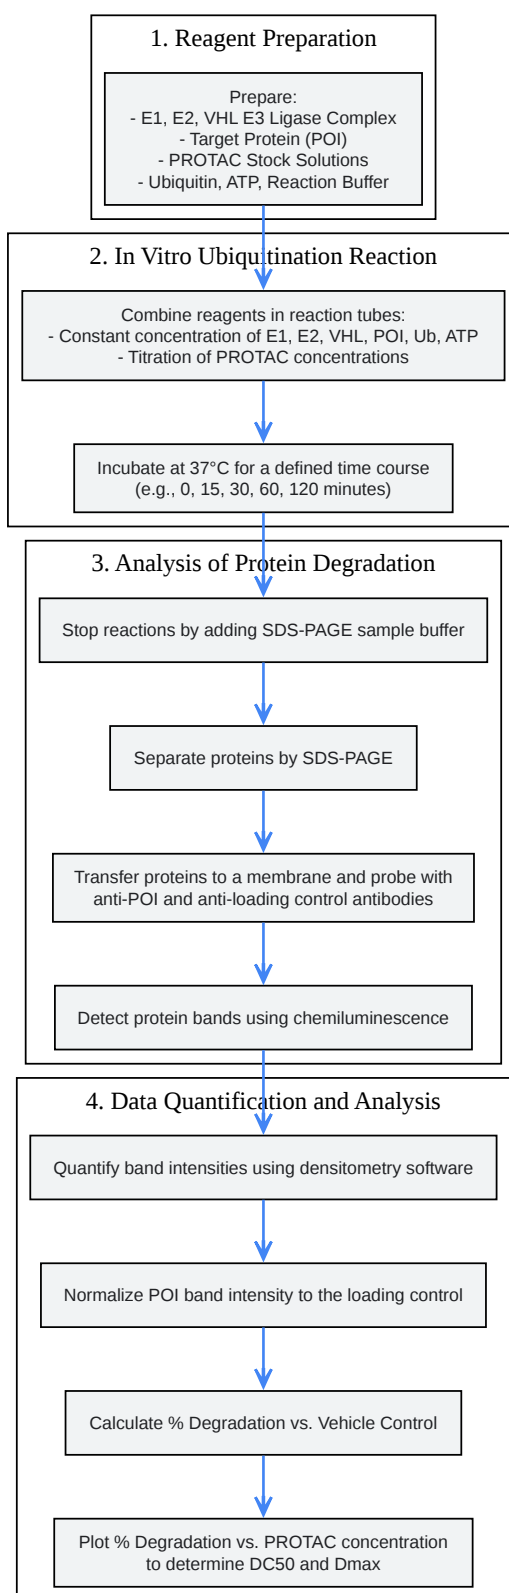 1. Reagent Preparation
Prepare:
- E1, E2, VHL E3 Ligase Complex
- Target Protein (POI)
- PROTAC Stock Solutions
- Ubiquitin, ATP, Reaction Buffer
2. In Vitro Ubiquitination Reaction
Combine reagents in reaction tubes:
- Constant concentration of E1, E2, VHL, POI, Ub, ATP
- Titration of PROTAC concentrations
Incubate at 37°C for a defined time course
(e.g., 0, 15, 30, 60, 120 minutes)
3. Analysis of Protein Degradation
Stop reactions by adding SDS-PAGE sample buffer
Separate proteins by SDS-PAGE
Transfer proteins to a membrane and probe with
anti-POI and anti-loading control antibodies
Detect protein bands using chemiluminescence
4. Data Quantification and Analysis
Quantify band intensities using densitometry software
Normalize POI band intensity to the loading control
Calculate % Degradation vs. Vehicle Control
Plot % Degradation vs. PROTAC concentration
to determine DC50 and Dmax